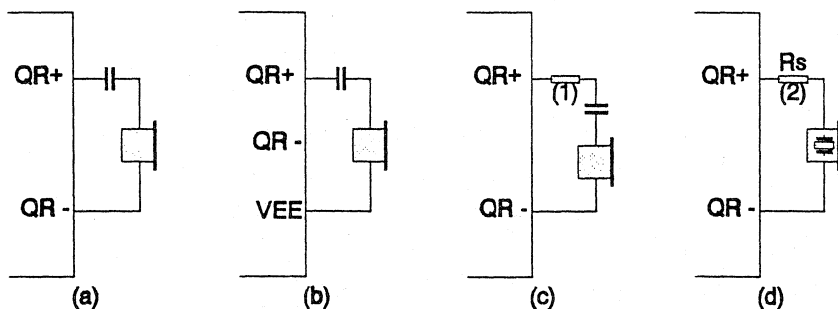 QR+
QR -
(a)
QR+
QR -
VEE
(b)
QR+
(1)
QR -
(c)
QR+
Rs
(2)
QR -
(d)